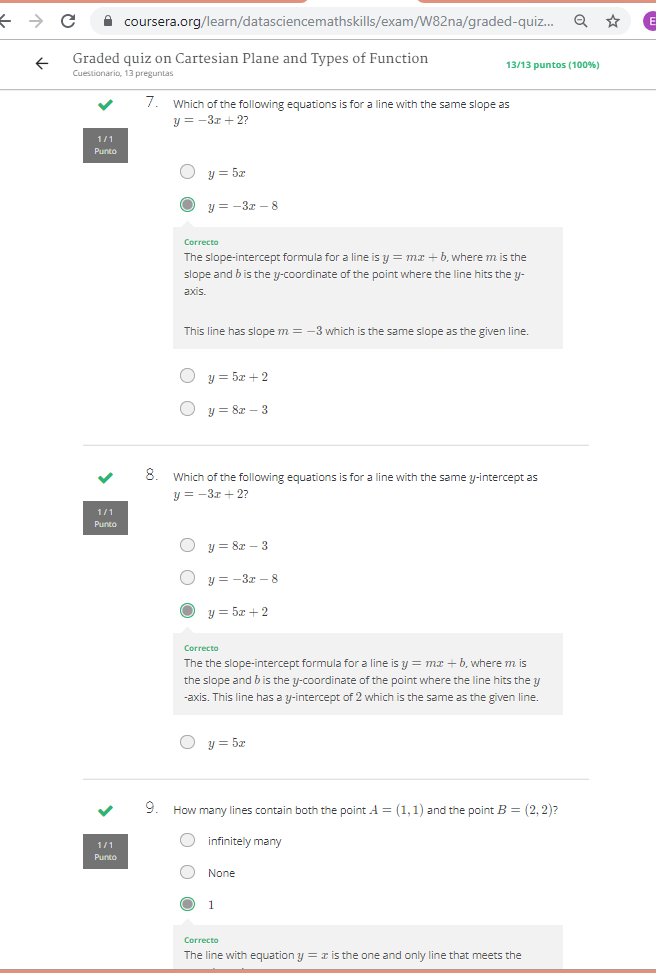 coursera.org/learn/datasciencemathskills/exam/W82na/graded-quiz...
E
Graded quiz on Cartesian Plane and Types of Function
Cuestionario, 13 preguntas
13/13 puntos (100%)
7. Which of the following equations is for a line with the same slope as
y = −3x + 2?
1 / 1
Punto
y = 5x
y = −3x − 8
Correcto
The slope-intercept formula for a line is y = mx + b, where m is the
slope and b is the y-coordinate of the point where the line hits the y-
axis.
This line has slope m = −3 which is the same slope as the given line.
y = 5x + 2
y = 8x − 3
8. Which of the following equations is for a line with the same y-intercept as
y = −3x + 2?
1 / 1
Punto
y = 8x − 3
y = −3x − 8
y = 5x + 2
Correcto
The the slope-intercept formula for a line is y = mx + b, where m is
the slope and b is the y-coordinate of the point where the line hits the y
-axis. This line has a y-intercept of 2 which is the same as the given line.
y = 5x
9. How many lines contain both the point A = (1, 1) and the point B = (2, 2)?
1 / 1
Punto
infinitely many
None
1
Correcto
The line with equation y = x is the one and only line that meets the